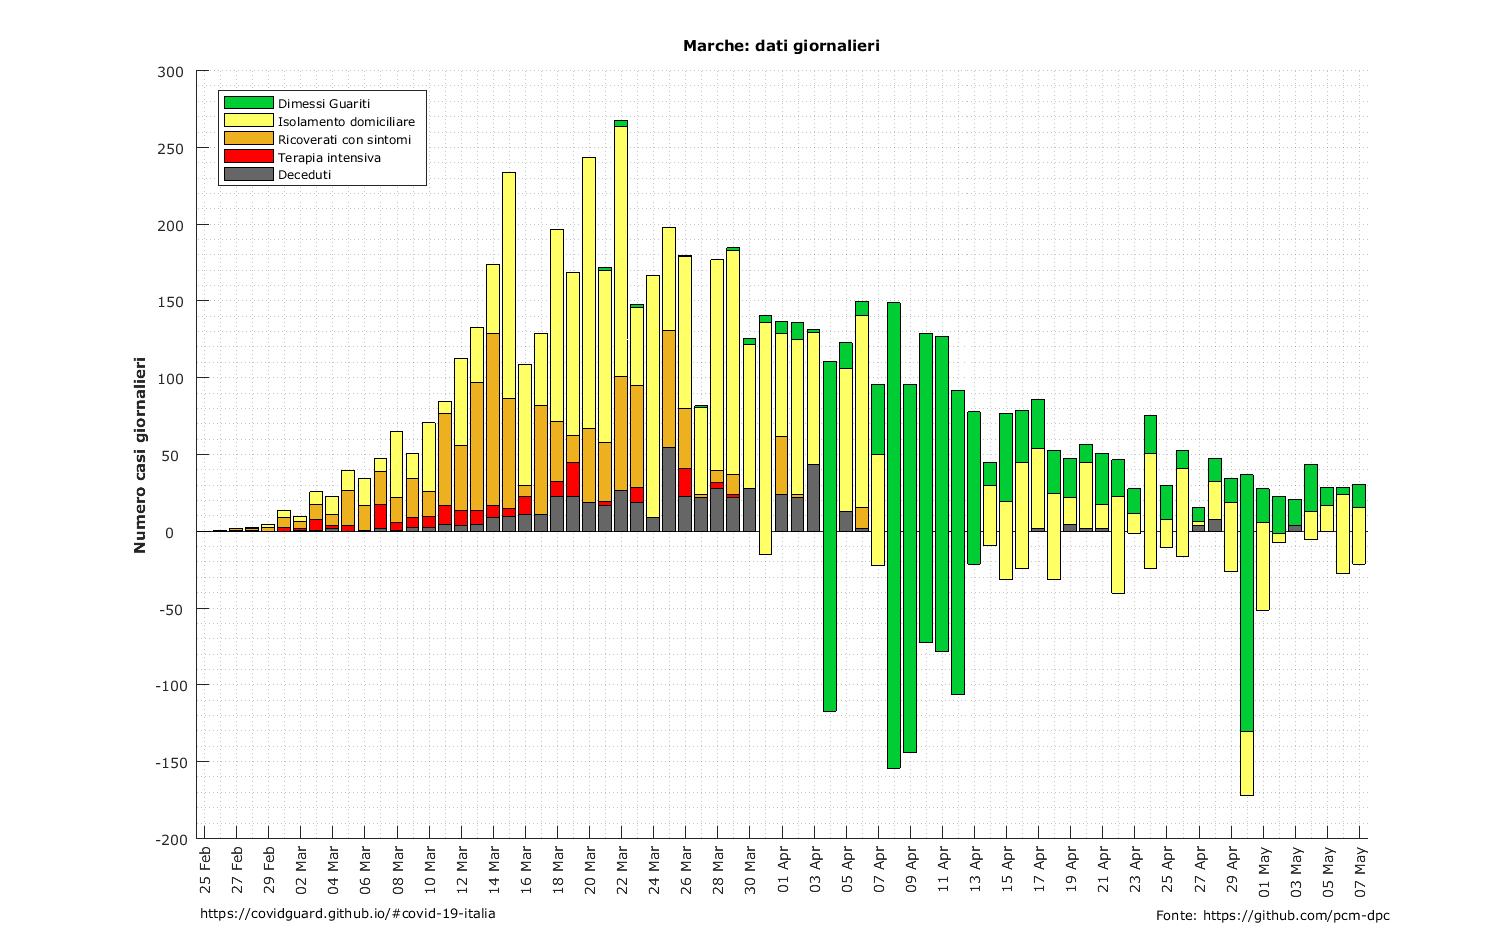 Marche: dati giornalieri
Numero casi giornalieri
300
250
200
150
100
50
0
-50
-100
-150
-200
Dimessi Guariti
Isolamento domiciliare
Ricoverati con sintomi
Terapia intensiva
Deceduti
25 Feb
27 Feb
29 Feb
02 Mar
04 Mar
06 Mar
08 Mar
10 Mar
12 Mar
14 Mar
16 Mar
18 Mar
20 Mar
22 Mar
24 Mar
26 Mar
28 Mar
30 Mar
01 Apr
03 Apr
05 Apr
07 Apr
09 Apr
11 Apr
13 Apr
15 Apr
17 Apr
19 Apr
21 Apr
23 Apr
25 Apr
27 Apr
29 Apr
01 May
03 May
05 May
07 May
https://covidguard.github.io/#covid-19-italia
Fonte: https://github.com/pcm-dpc